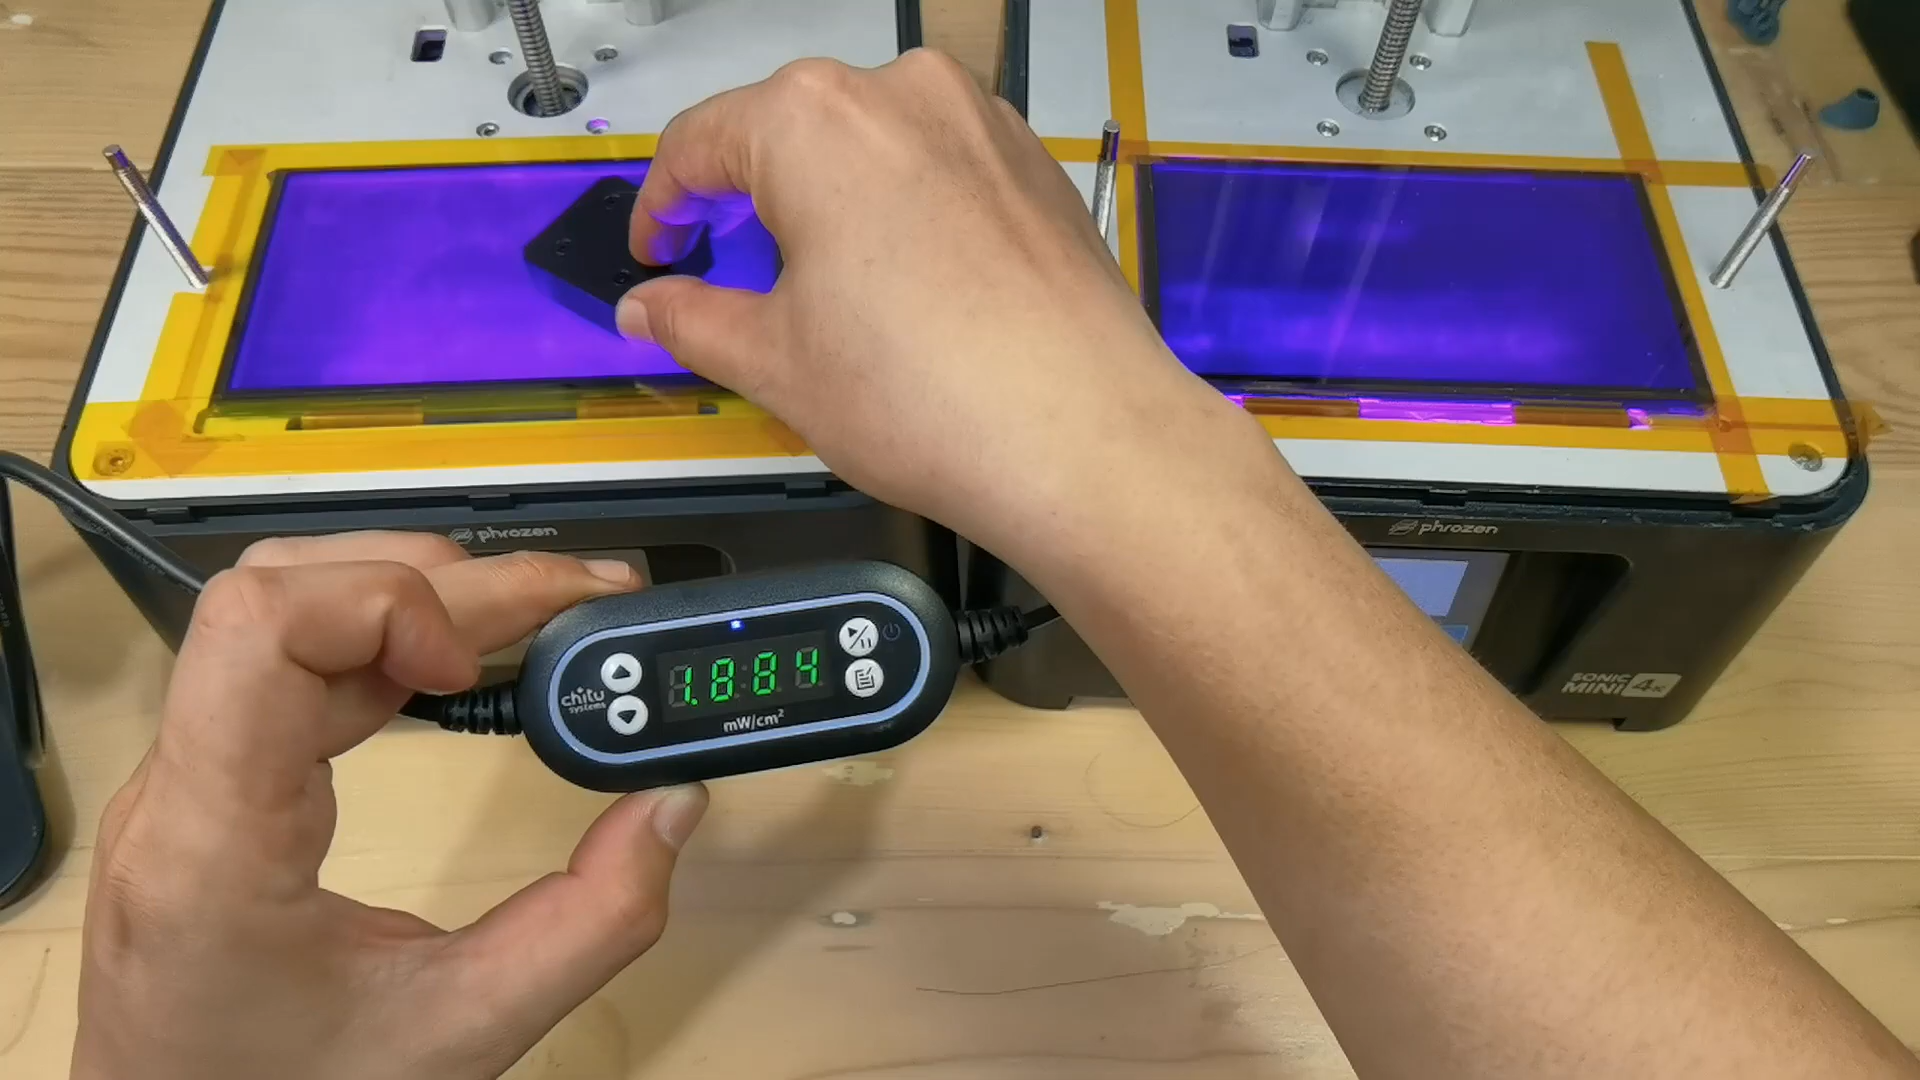 phrozen
phrozen
SONIC
MINI 4K
chitu
systems
1.884
mW/cm²